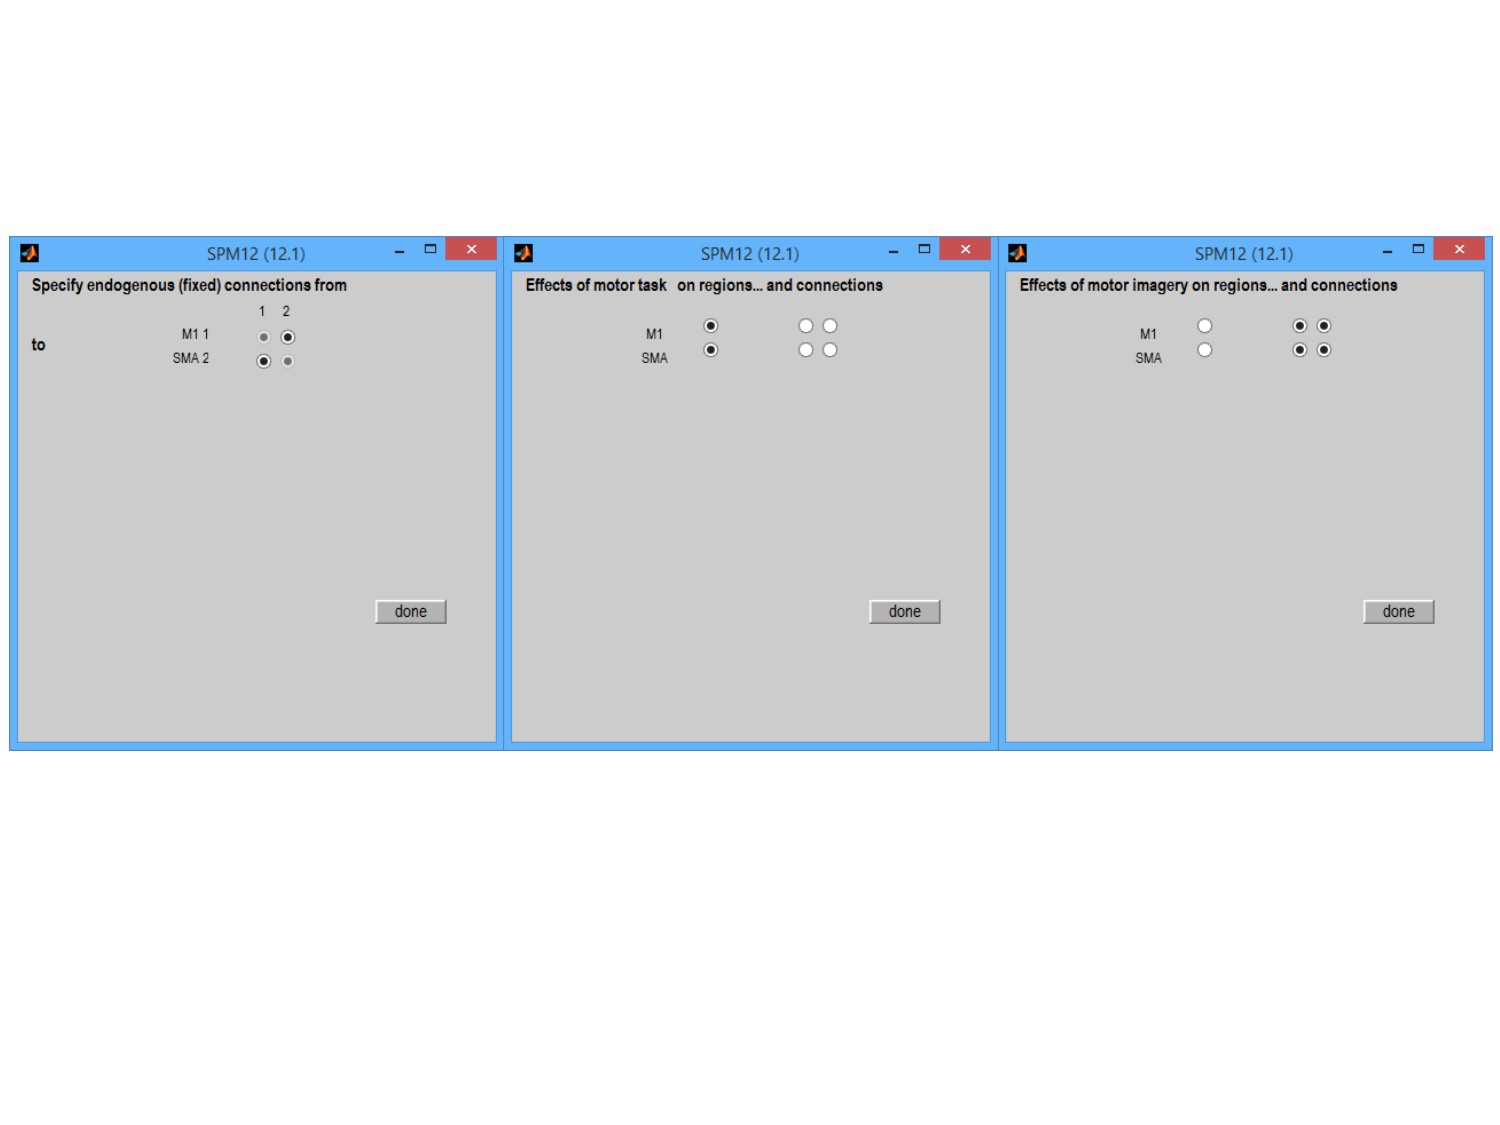 SPM12 (12.1)
Specify endogenous (fixed) connections from
1 2
to
M1 1
SMA 2
done
SPM12 (12.1)
Effects of motor task on regions... and connections
M1
SMA
done
SPM12 (12.1)
Effects of motor imagery on regions... and connections
M1
SMA
done